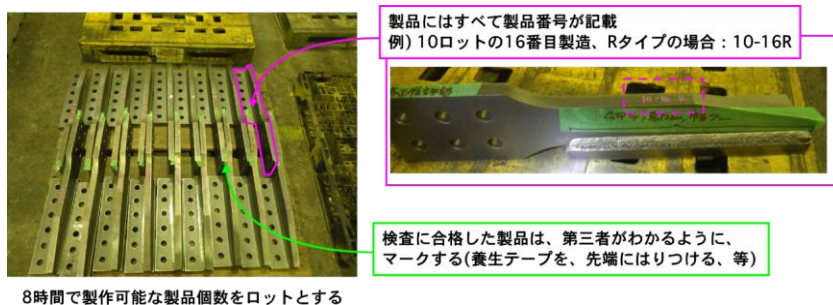 製品にはすべて製品番号が記載
例) 10ロットの16番目製造、Rタイプの場合：10-16R
検査に合格した製品は、第三者がわかるように、
マークする(養生テープを、先端にはりつける、等)
8時間で製作可能な製品個数をロットとする